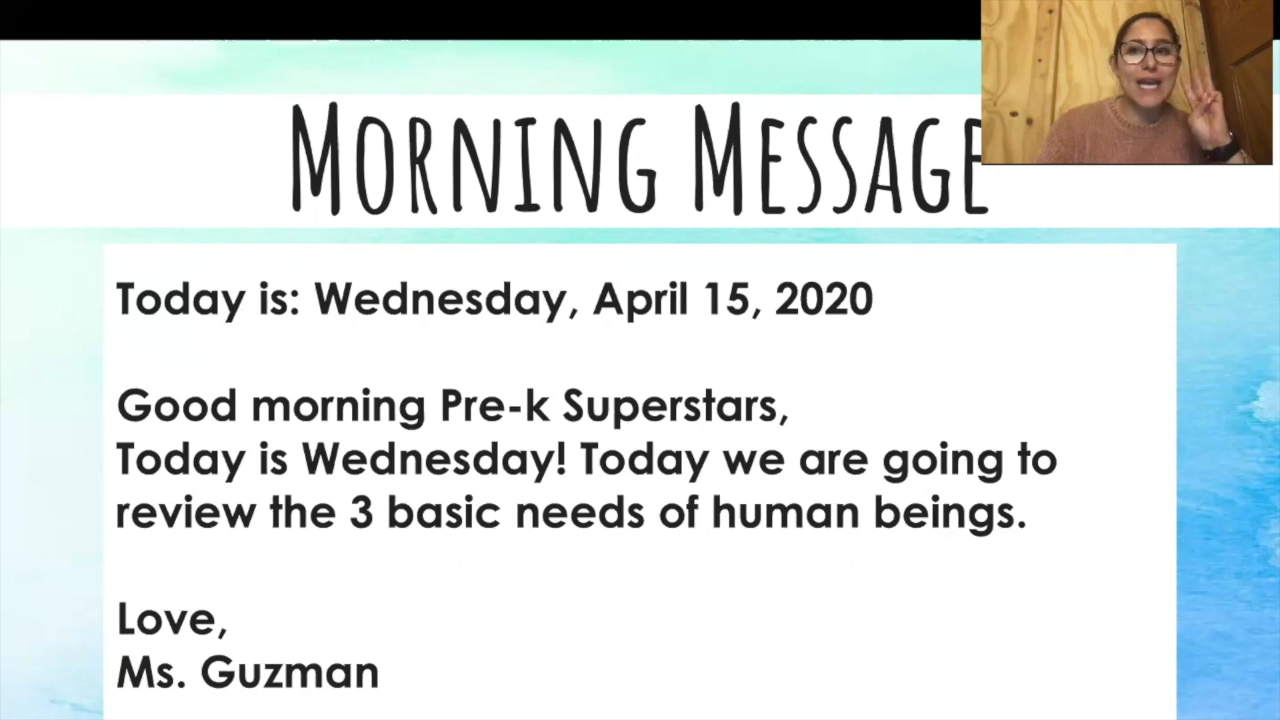 Morning Message
Today is: Wednesday, April 15, 2020
Good morning Pre-k Superstars,
Today is Wednesday! Today we are going to
review the 3 basic needs of human beings.
Love,
Ms. Guzman